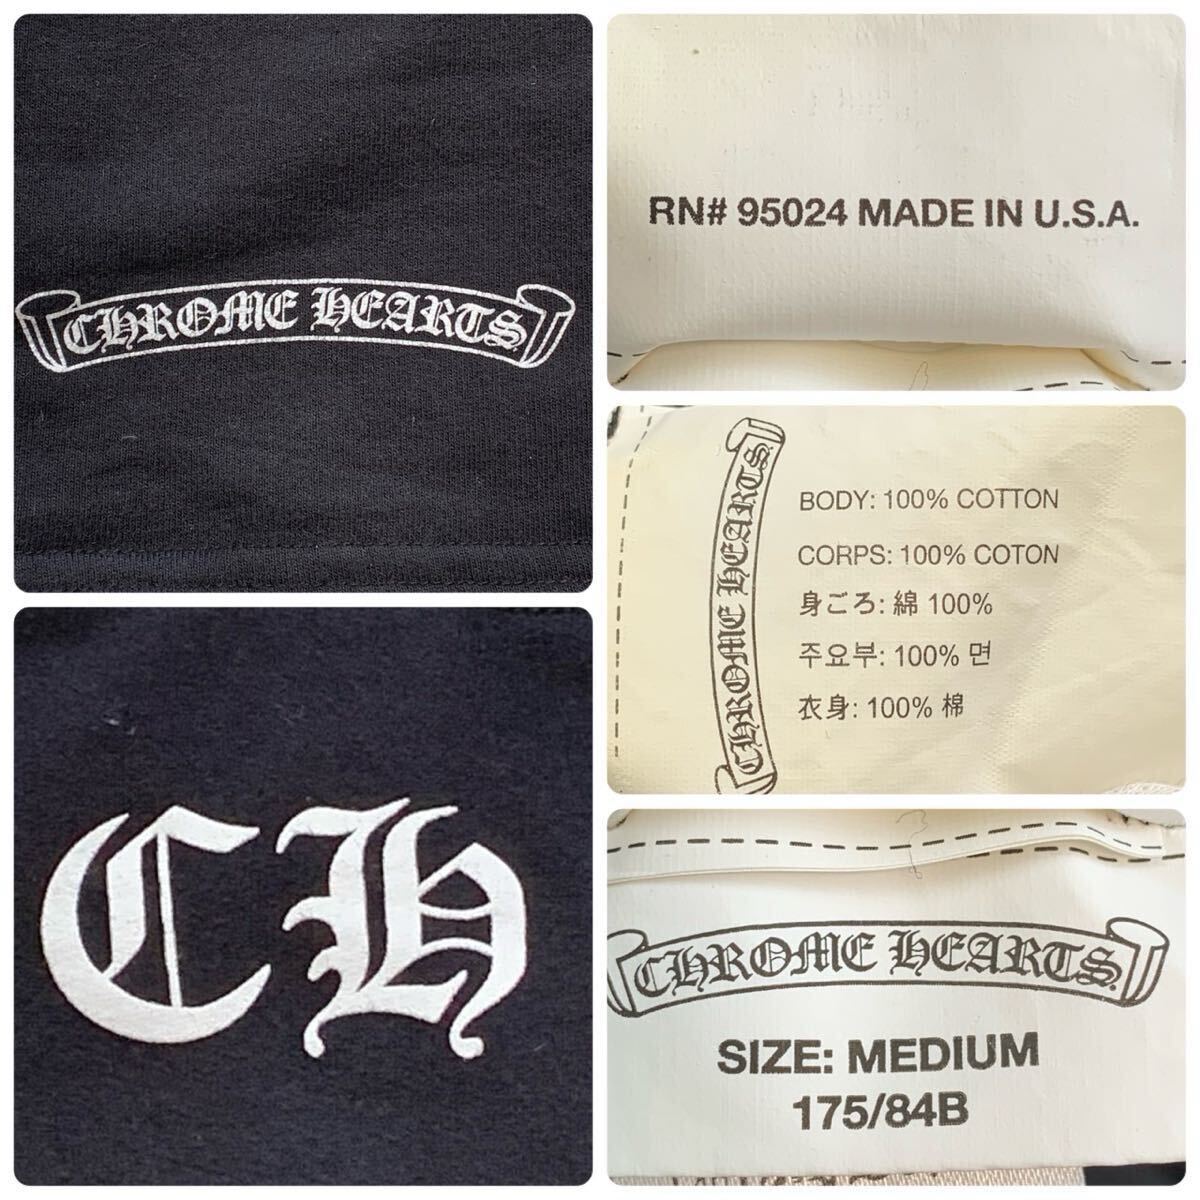 CHROME HEARTS
RN# 95024 MADE IN U.S.A.
CHROME HEARTS
BODY: 100% COTTON
CORPS: 100% COTON
身ごろ: 綿 100%
주요부: 100% 면
衣身: 100% 棉
CH
CHROME HEARTS
SIZE: MEDIUM
175/84B